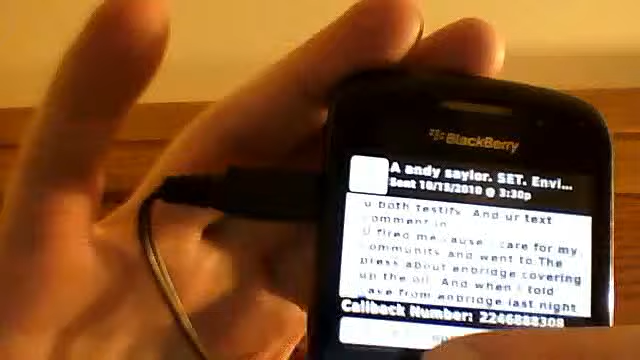 BlackBerry
A andy saylor. SET. Envi...
Sent 10/13/2010 @ 3:30p
u both testify. And ur text
comment in
U fired me cause I care for my
communits and went to The
press about enbridge covering
up the oil. And when I told
from enbridge last night
Callback Number: 2246888308